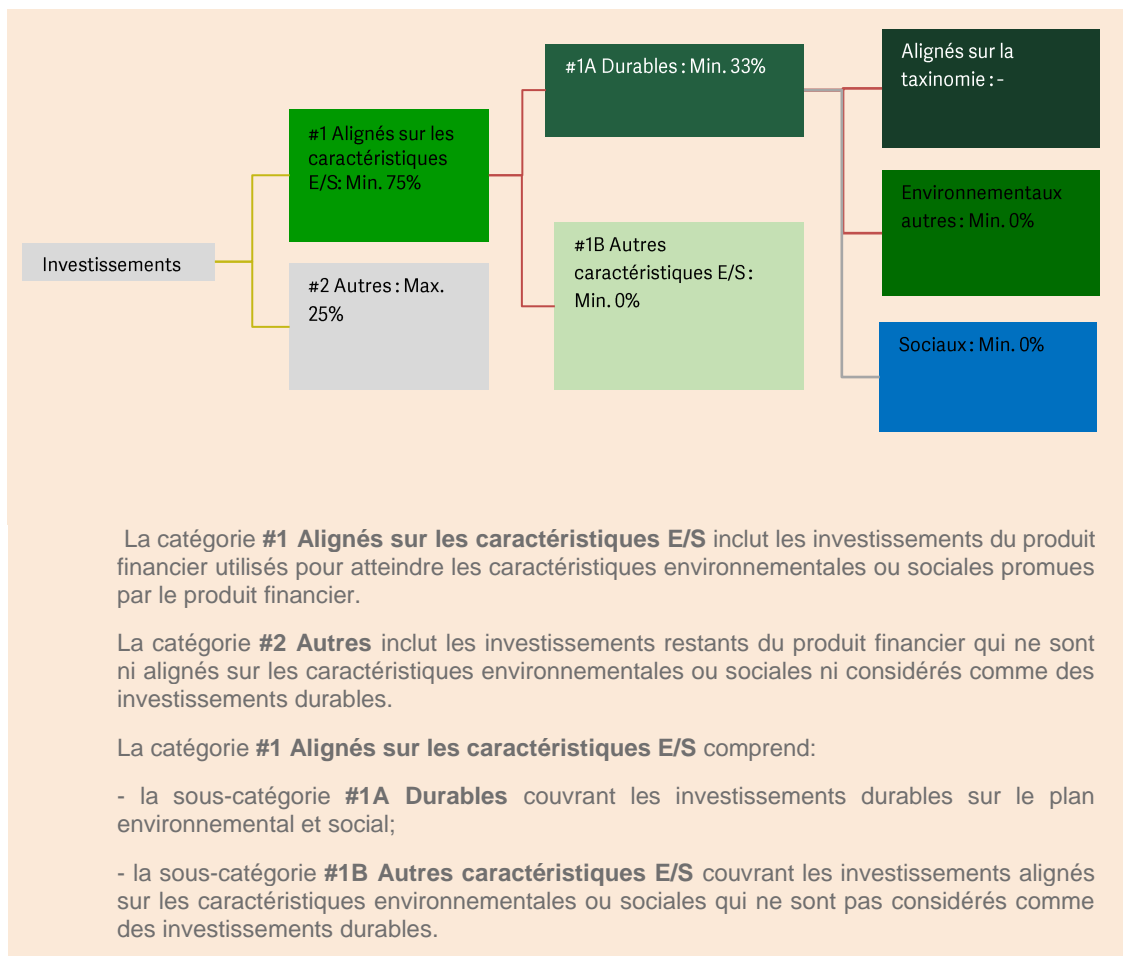 Investissements
#1 Alignés sur les
caractéristiques
E/S: Min. 75%
#2 Autres : Max.
25%
#1A Durables : Min. 33%
#1B Autres
caractéristiques E/S :
Min. 0%
Alignés sur la
taxinomie : -
Environnementaux
autres : Min. 0%
Sociaux : Min. 0%
La catégorie #1 Alignés sur les caractéristiques E/S inclut les investissements du produit
financier utilisés pour atteindre les caractéristiques environnementales ou sociales promues
par le produit financier.
La catégorie #2 Autres inclut les investissements restants du produit financier qui ne sont
ni alignés sur les caractéristiques environnementales ou sociales ni considérés comme des
investissements durables.
La catégorie #1 Alignés sur les caractéristiques E/S comprend:
- la sous-catégorie #1A Durables couvrant les investissements durables sur le plan
environnemental et social;
- la sous-catégorie #1B Autres caractéristiques E/S couvrant les investissements alignés
sur les caractéristiques environnementales ou sociales qui ne sont pas considérés comme
des investissements durables.